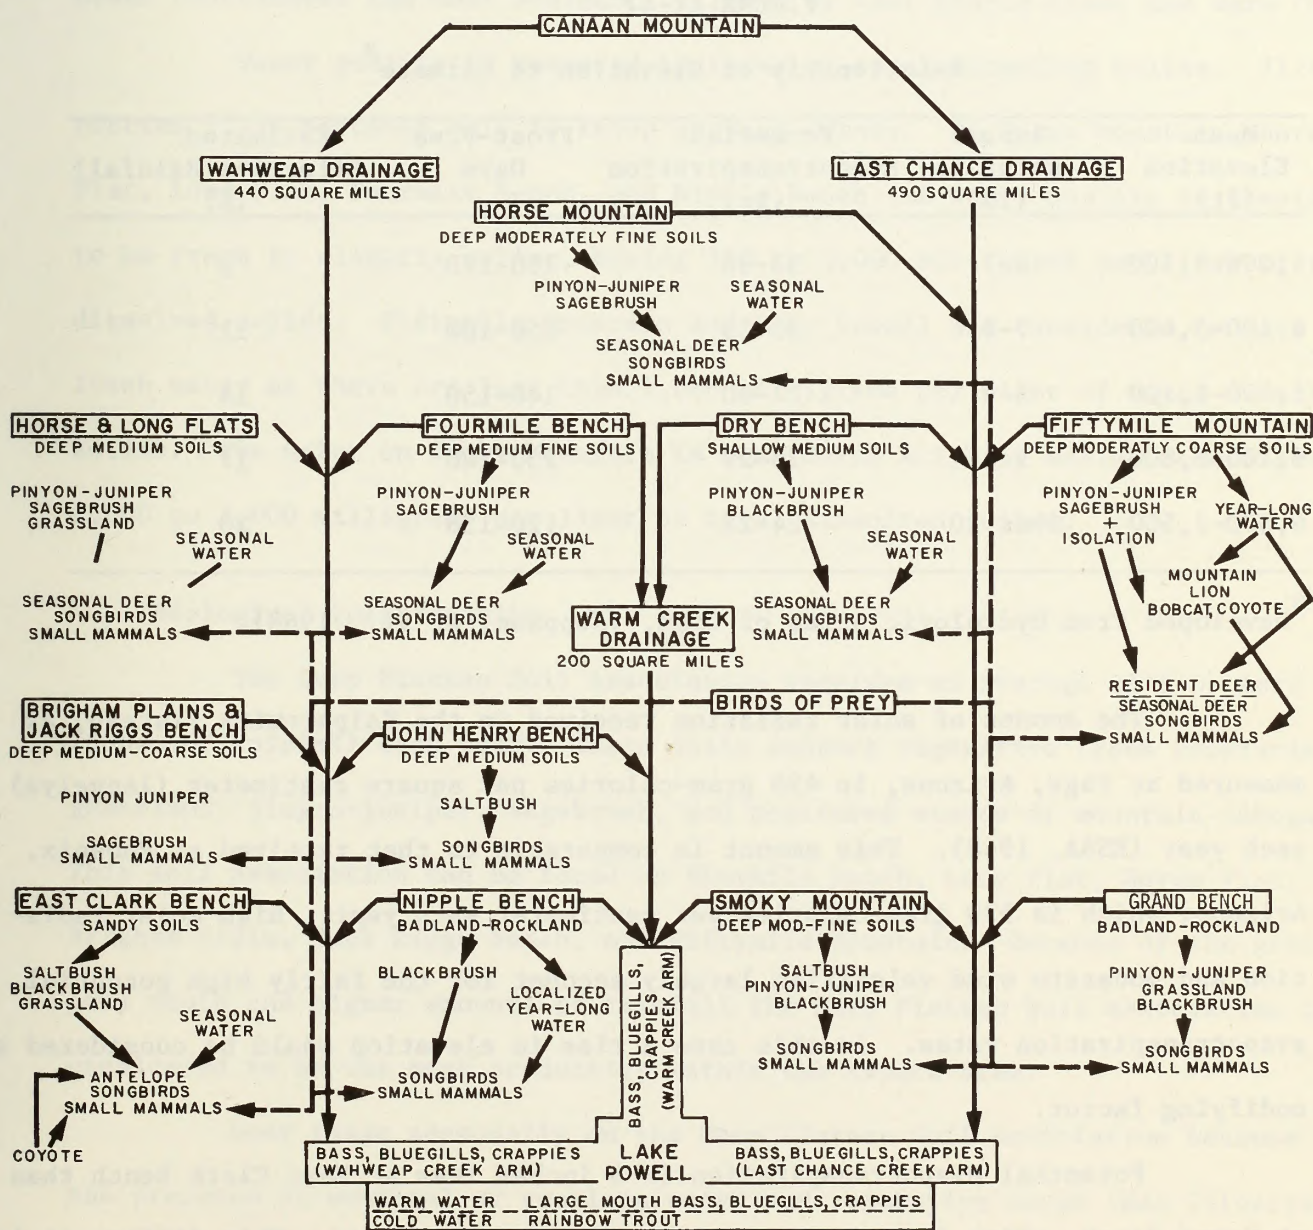 CANAAN MOUNTAIN
WAHWEAP DRAINAGE
440 SQUARE MILES
LAST CHANCE DRAINAGE
490 SQUARE MILES
HORSE MOUNTAIN
DEEP MODERATELY FINE SOILS
PINYON-JUNIPER
SAGEBRUSH
SEASONAL
WATER
SEASONAL DEER
SONGBIRDS
SMALL MAMMALS
HORSE & LONG FLATS
DEEP MEDIUM SOILS
PINYON-JUNIPER
SAGEBRUSH
GRASSLAND
SEASONAL
WATER
SEASONAL DEER
SONGBIRDS
SMALL MAMMALS
FOURMILE BENCH
DEEP MEDIUM FINE SOILS
PINYON-JUNIPER
SAGEBRUSH
SEASONAL
WATER
SEASONAL DEER
SONGBIRDS
SMALL MAMMALS
DRY BENCH
SHALLOW MEDIUM SOILS
PINYON-JUNIPER
BLACKBRUSH
SEASONAL
WATER
SEASONAL DEER
SONGBIRDS
SMALL MAMMALS
FIFTYMILE MOUNTAIN
DEEP MODERATLY COARSE SOILS
PINYON-JUNIPER
SAGEBRUSH
+
ISOLATION
YEAR-LONG
WATER
MOUNTAIN
LION
BOBCAT, COYOTE
RESIDENT DEER
SEASONAL DEER
SONGBIRDS
SMALL MAMMALS
WARM CREEK
DRAINAGE
200 SQUARE MILES
BIRDS OF PREY
BRIGHAM PLAINS &
JACK RIGGS BENCH
DEEP MEDIUM-COARSE SOILS
PINYON JUNIPER
SAGEBRUSH
SMALL MAMMALS
JOHN HENRY BENCH
DEEP MEDIUM SOILS
SALTBUSH
SONGBIRDS
SMALL MAMMALS
EAST CLARK BENCH
SANDY SOILS
SALTBUSH
BLACKBRUSH
GRASSLAND
SEASONAL
WATER
ANTELOPE
SONGBIRDS
SMALL MAMMALS
COYOTE
NIPPLE BENCH
BADLAND-ROCKLAND
BLACKBRUSH
LOCALIZED
YEAR-LONG
WATER
SONGBIRDS
SMALL MAMMALS
SMOKY MOUNTAIN
DEEP MOD.-FINE SOILS
SALTBUSH
PINYON-JUNIPER
BLACKBRUSH
SONGBIRDS
SMALL MAMMALS
GRAND BENCH
BADLAND-ROCKLAND
PINYON-JUNIPER
GRASSLAND
BLACKBRUSH
SONGBIRDS
SMALL MAMMALS
BASS, BLUEGILLS,
CRAPPIES
(WARM CREEK ARM)
BASS, BLUEGILLS, CRAPPIES
(WAHWEAP CREEK ARM)
LAKE
POWELL
BASS, BLUEGILLS, CRAPPIES
(LAST CHANCE CREEK ARM)
WARM WATER LARGE MOUTH BASS, BLUEGILLS, CRAPPIES
COLD WATER RAINBOW TROUT